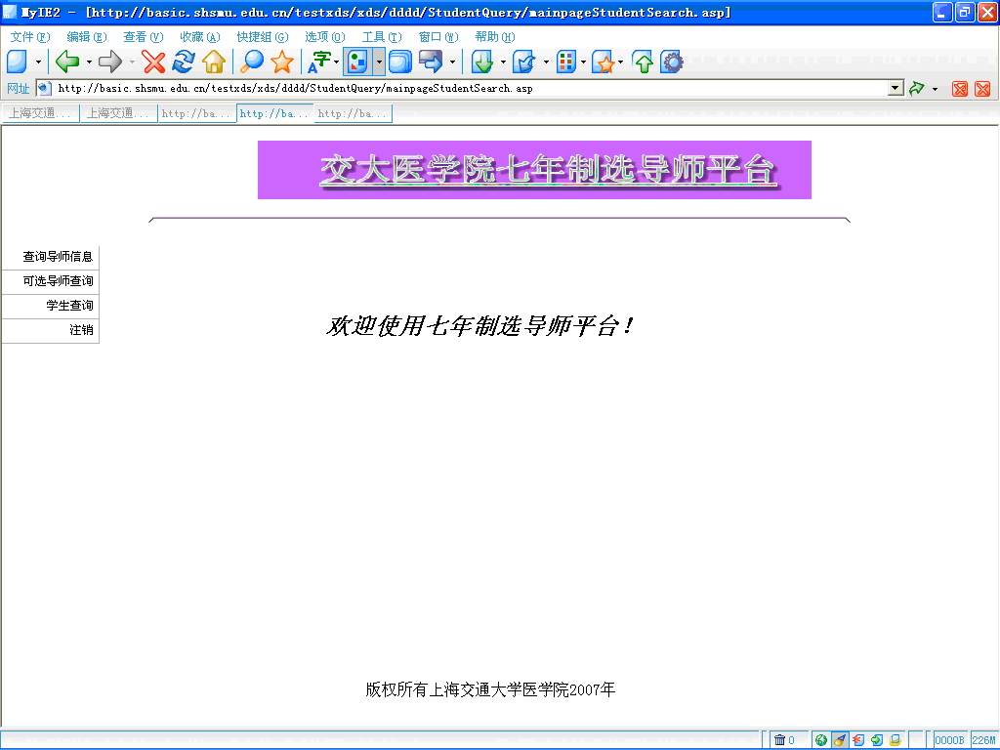 MyIE2 - [http://basic.shsmu.edu.cn/testxds/xds/dddd/StudentQuery/mainpageStudentSearch.asp]
文件(F) 编辑(E) 查看(V) 收藏(A) 快捷组(G) 选项(O) 工具(T) 窗口(W) 帮助(H)
字
A
网址 http://basic.shsmu.edu.cn/testxds/xds/dddd/StudentQuery/mainpageStudentSearch.asp
上海交通... 上海交通... http://ba... http://ba... http://ba...
交大医学院七年制选导师平台
查询导师信息
可选导师查询
学生查询
注销
欢迎使用七年制选导师平台！
版权所有上海交通大学医学院2007年
0 0000B 226M